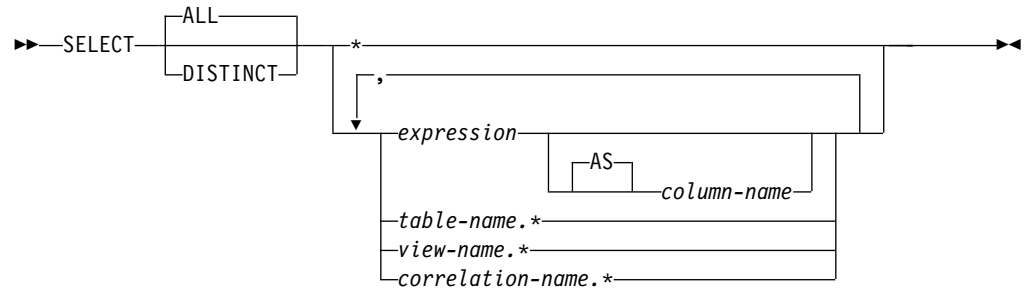 ALL
SELECT *
DISTINCT
,
expression
AS
column-name
table-name.*
view-name.*
correlation-name.*